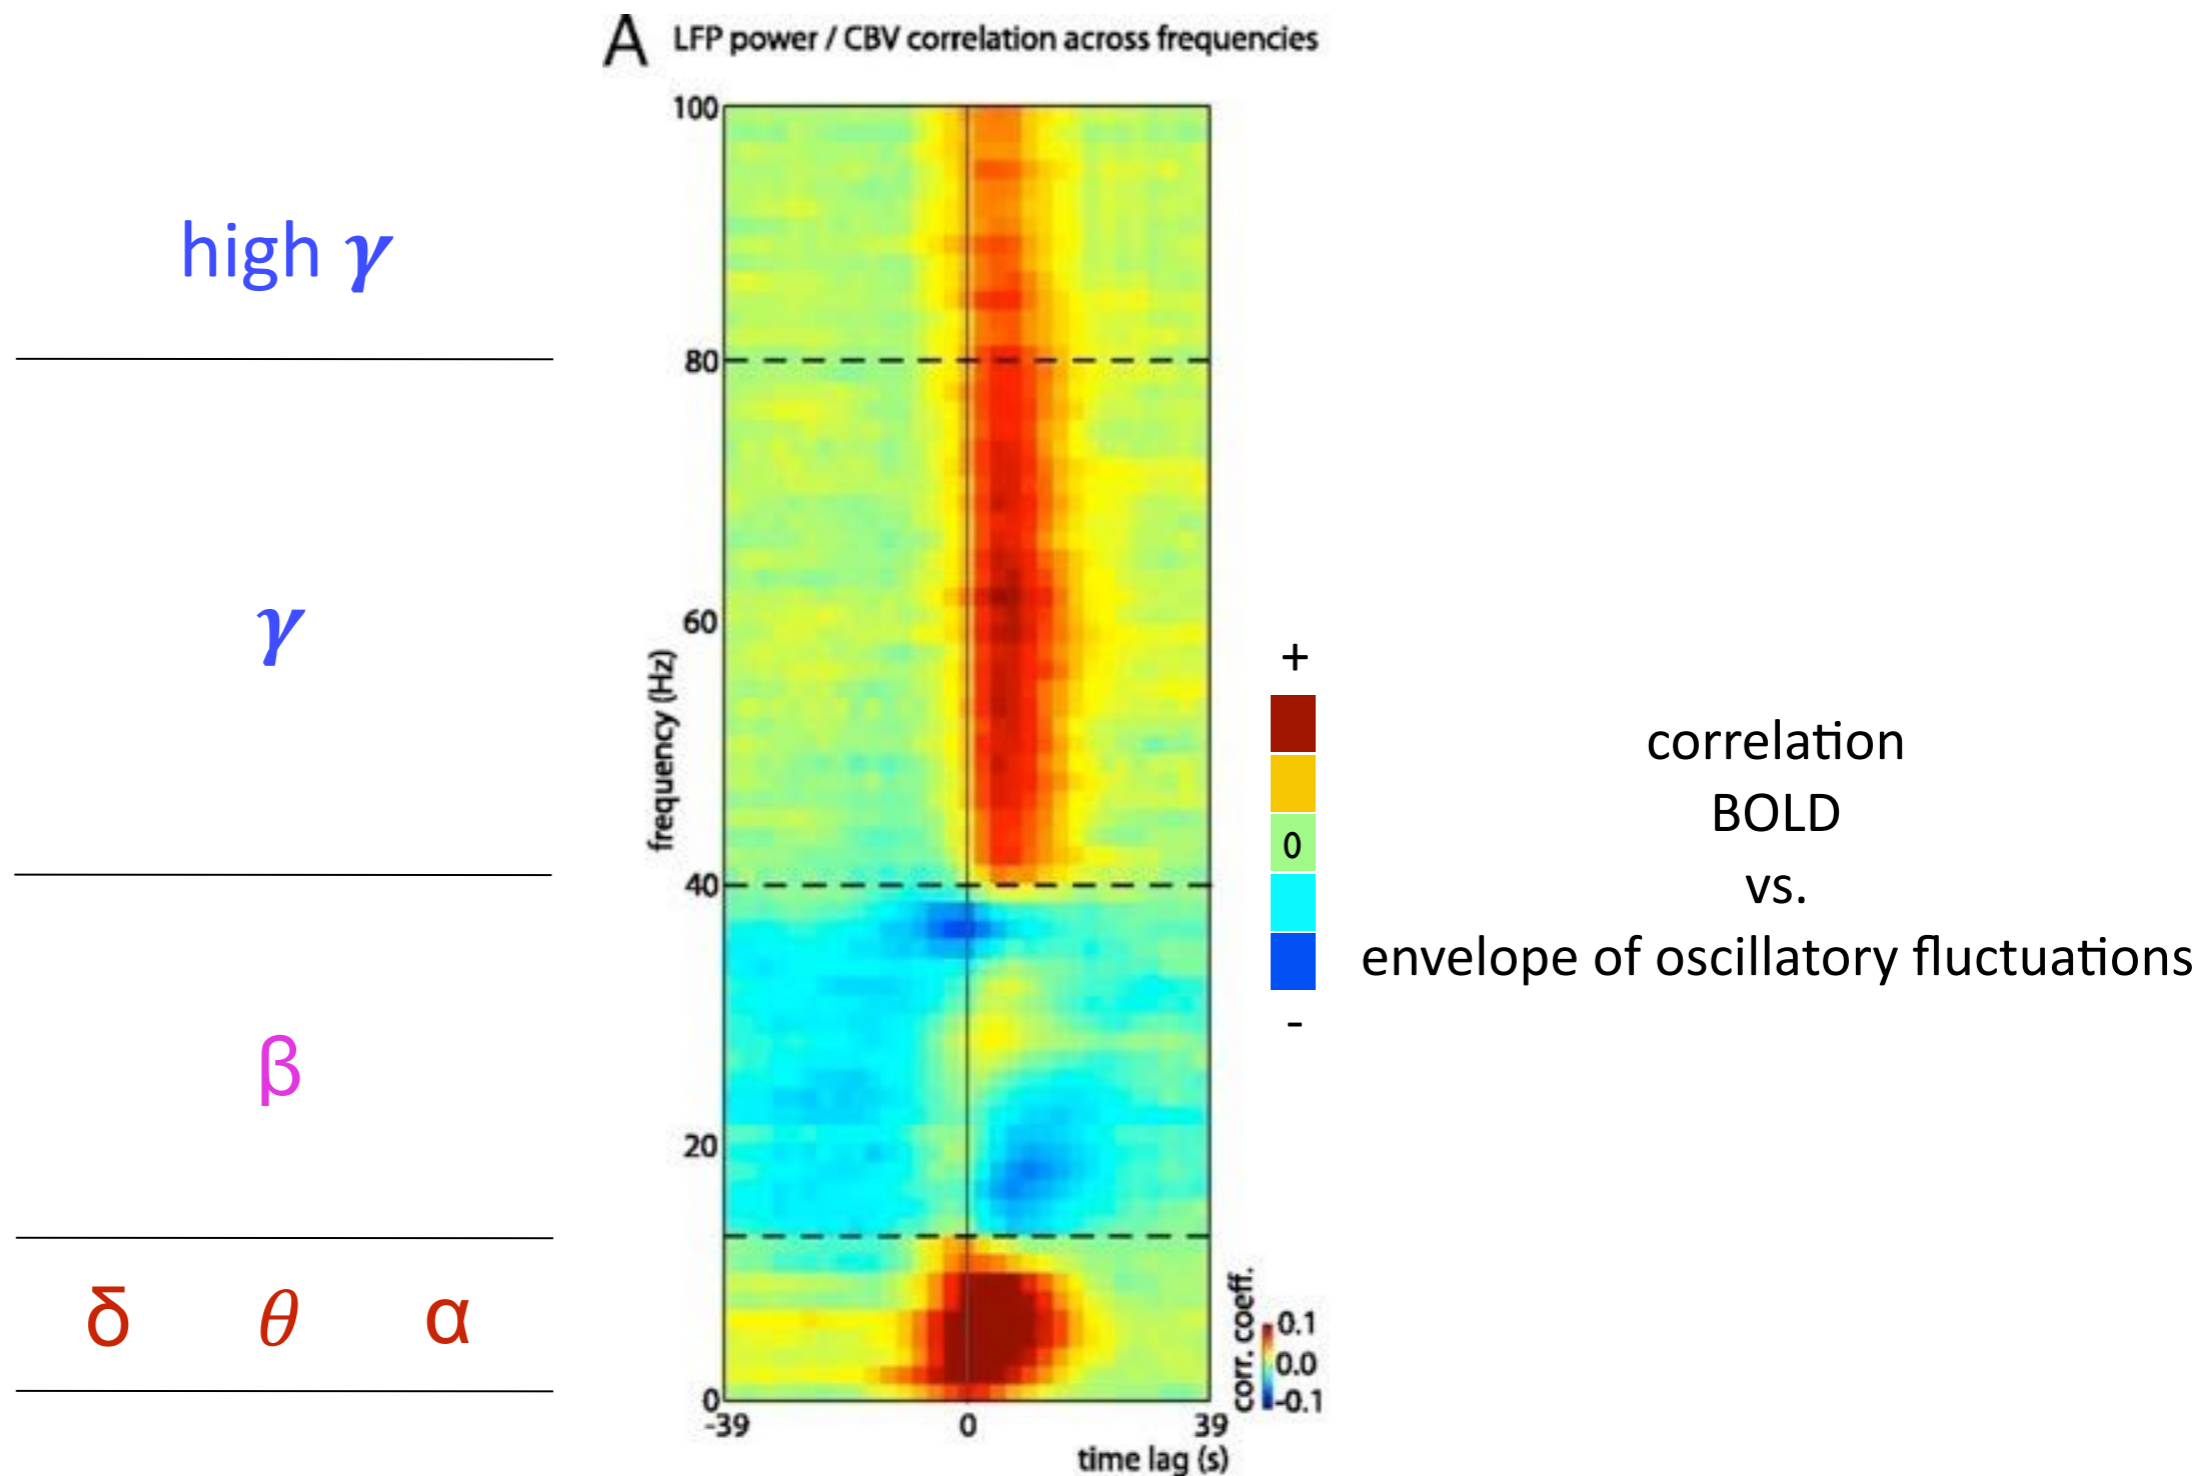 A LFP power / CBV correlation across frequencies
high γ
γ
β
δ θ α
100
80
60
40
20
0
frequency (Hz)
-39 0 39
time lag (s)
corr. coeff.
0.1
0.0
-0.1
+
0
-
correlation
BOLD
vs.
envelope of oscillatory fluctuations